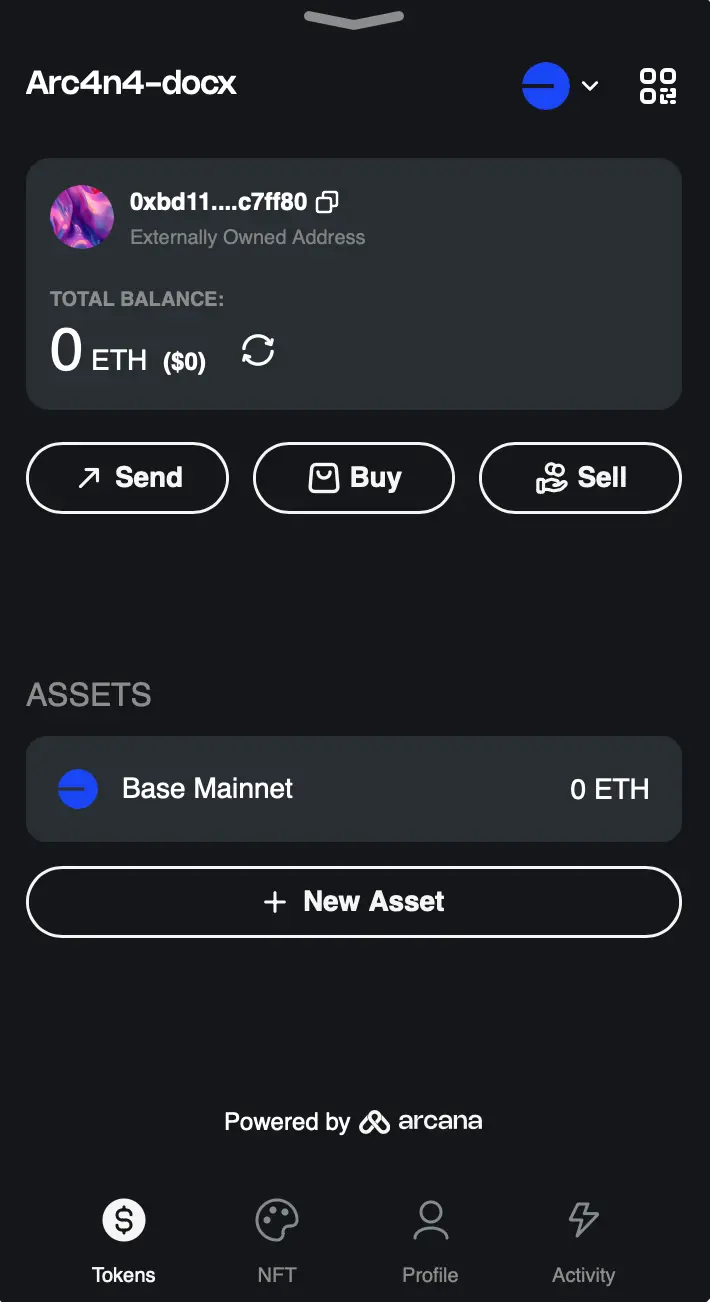 Arc4n4-docx
0xbd11....c7ff80
Externally Owned Address
TOTAL BALANCE:
0 ETH ($0)
Send
Buy
Sell
ASSETS
Base Mainnet
0 ETH
+ New Asset
Powered by arcana
Tokens
NFT
Profile
Activity